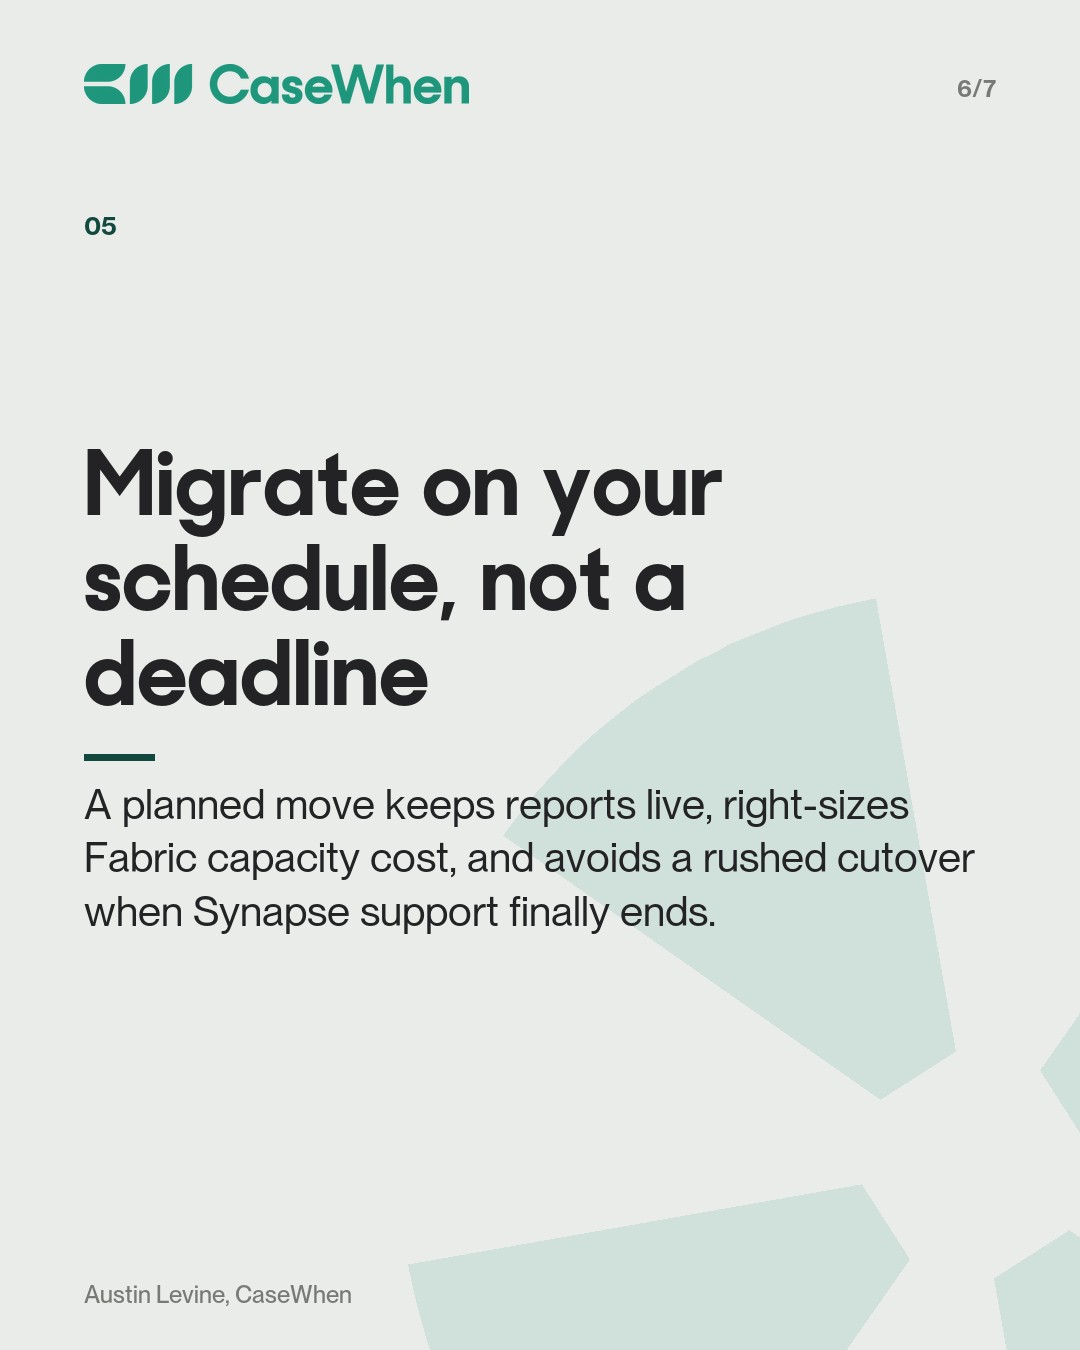 CaseWhen
6/7
05
Migrate on your
schedule, not a
deadline
A planned move keeps reports live, right-sizes
Fabric capacity cost, and avoids a rushed cutover
when Synapse support finally ends.
Austin Levine, CaseWhen